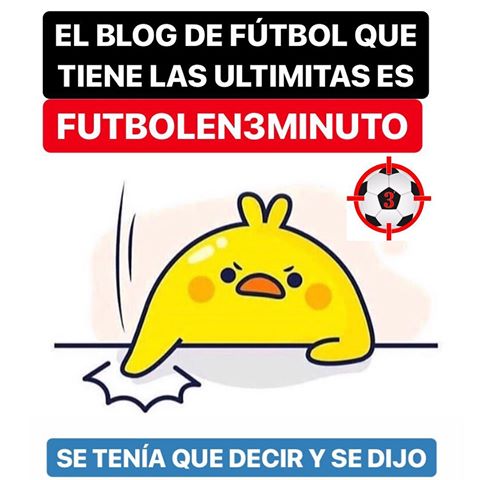 EL BLOG DE FÚTBOL QUE
TIENE LAS ULTIMITAS ES
FUTBOLEN3MINUTO
3
SE TENÍA QUE DECIR Y SE DIJO